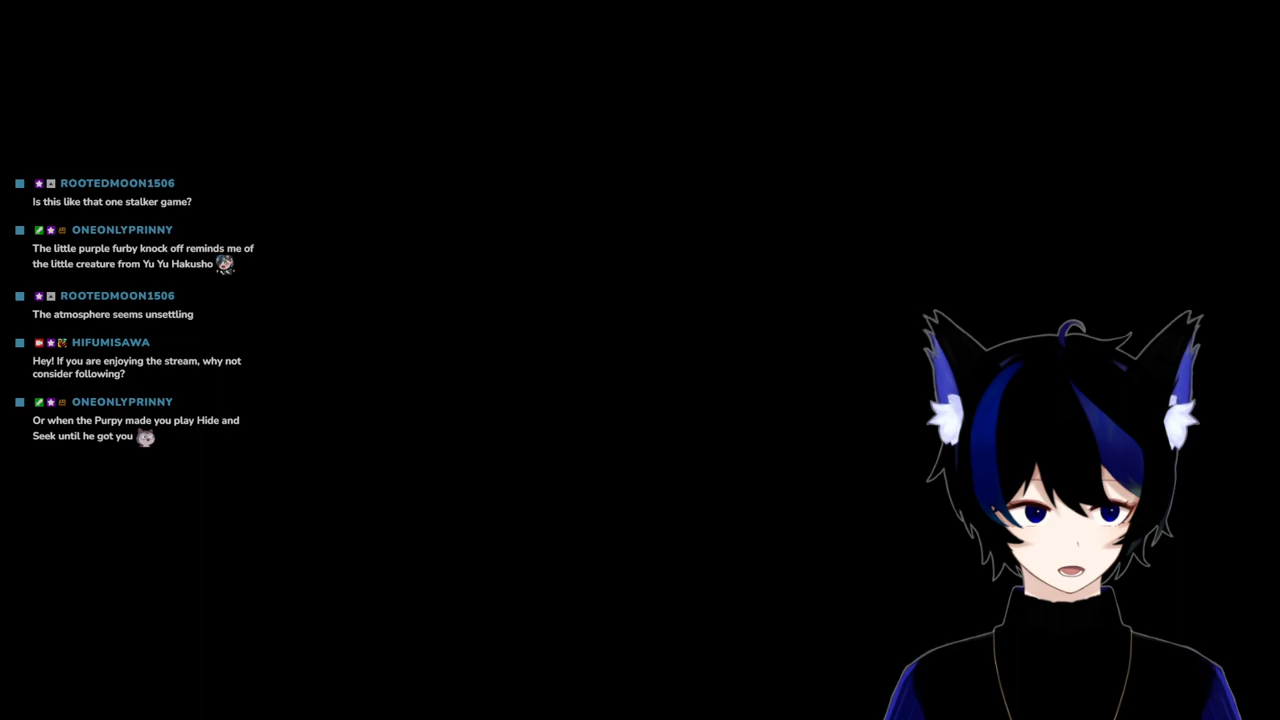 ROOTEDMOON1506
Is this like that one stalker game?
ONEONLYPRINNY
The little purple furby knock off reminds me of
the little creature from Yu Yu Hakusho
ROOTEDMOON1506
The atmosphere seems unsettling
HIFUMISAWA
Hey! If you are enjoying the stream, why not
consider following?
ONEONLYPRINNY
Or when the Purpy made you play Hide and
Seek until he got you